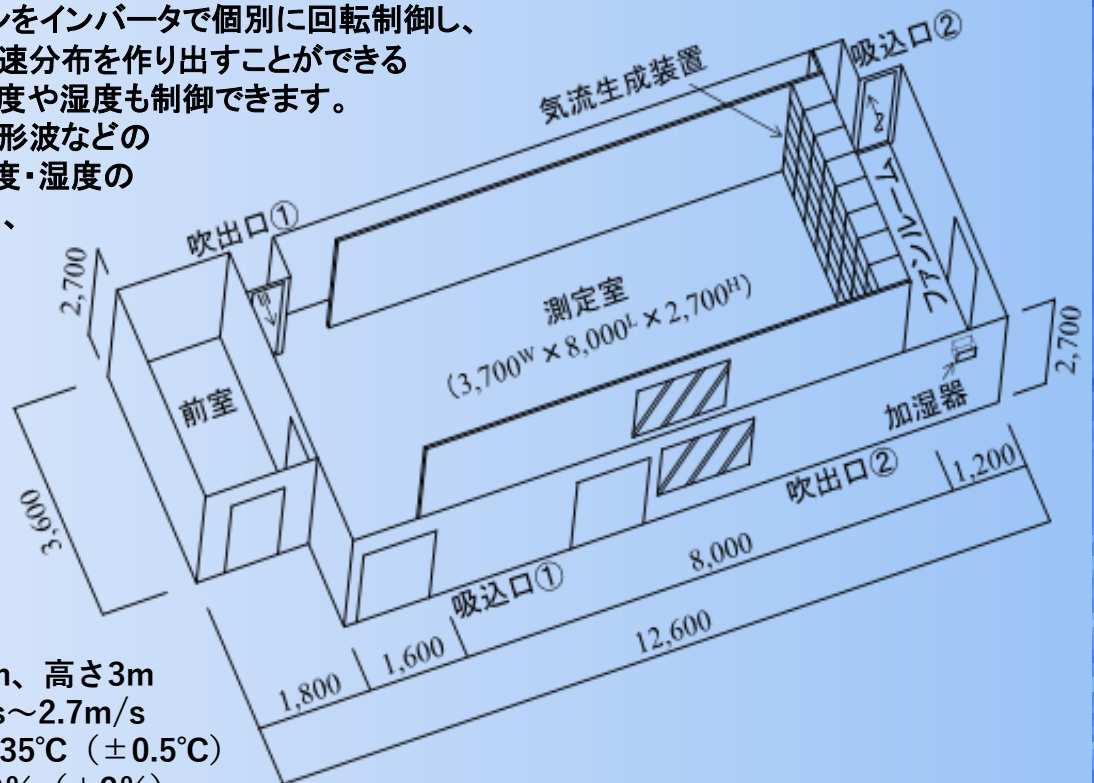 ンをインバータで個別に回転制御し、
速分布を作り出すことができる
度や湿度も制御できます。
形波などの
度・湿度の
、
吸込口②
気流生成装置
吹出口①
2,700
ファンルーム
測定室
(3,700W × 8,000L × 2,700H)
2,700
前室
加湿器
3,600
吹出口②
1,200
8,000
吸込口①
12,600
1,600
1,800
m、高さ3m
s～2.7m/s
35℃（±0.5℃）